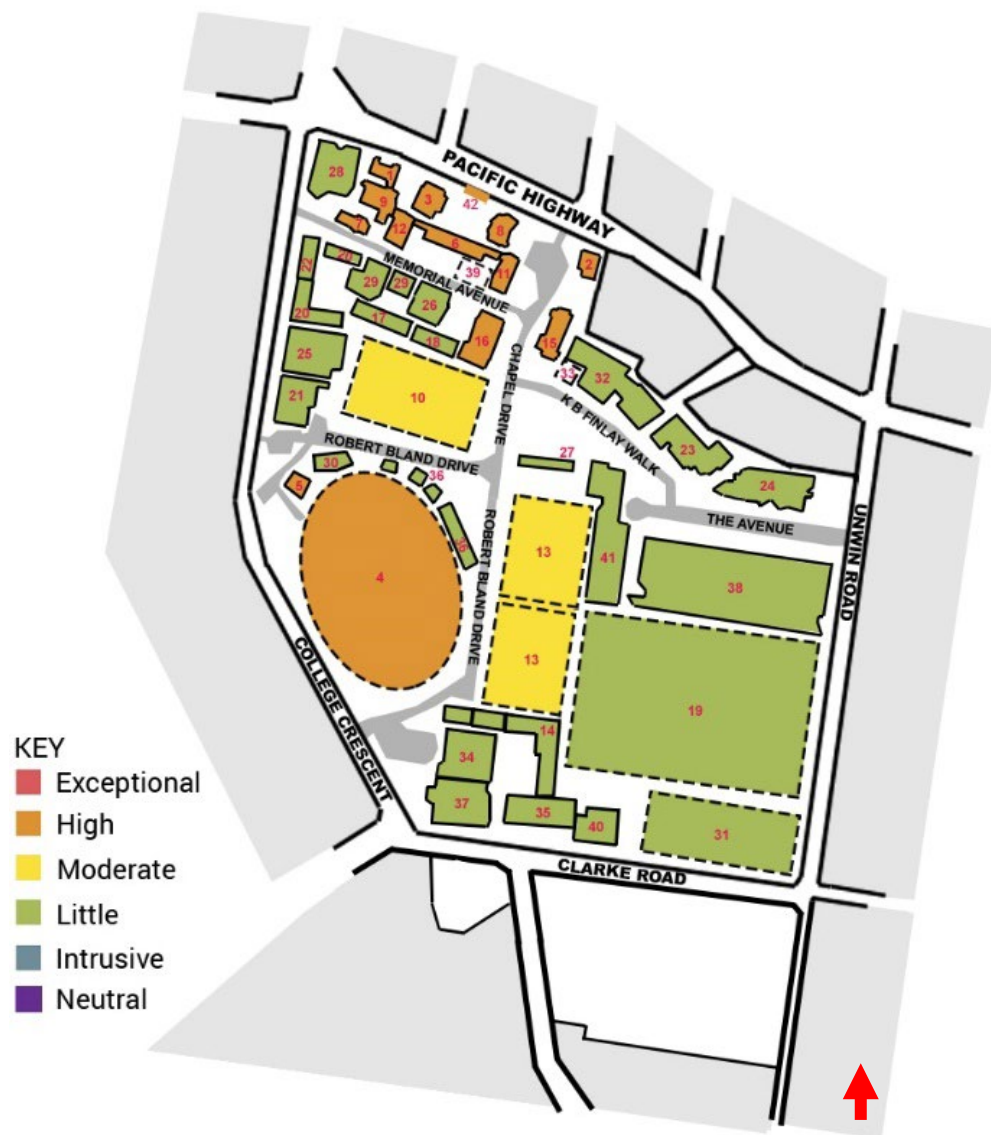 PACIFIC HIGHWAY
28
1
9
3
42
7
12
6
8
2
39
11
MEMORIAL AVENUE
22
20
29
29
26
20
17
18
16
15
33
32
25
21
10
CHAPEL DRIVE
K B FINLAY WALK
23
24
ROBERT BLAND DRIVE
27
30
36
5
THE AVENUE
UNWIN ROAD
4
36
ROBERT BLAND DRIVE
13
41
38
13
19
COLLEGE CRESCENT
14
34
37
35
40
31
CLARKE ROAD
KEY
Exceptional
High
Moderate
Little
Intrusive
Neutral